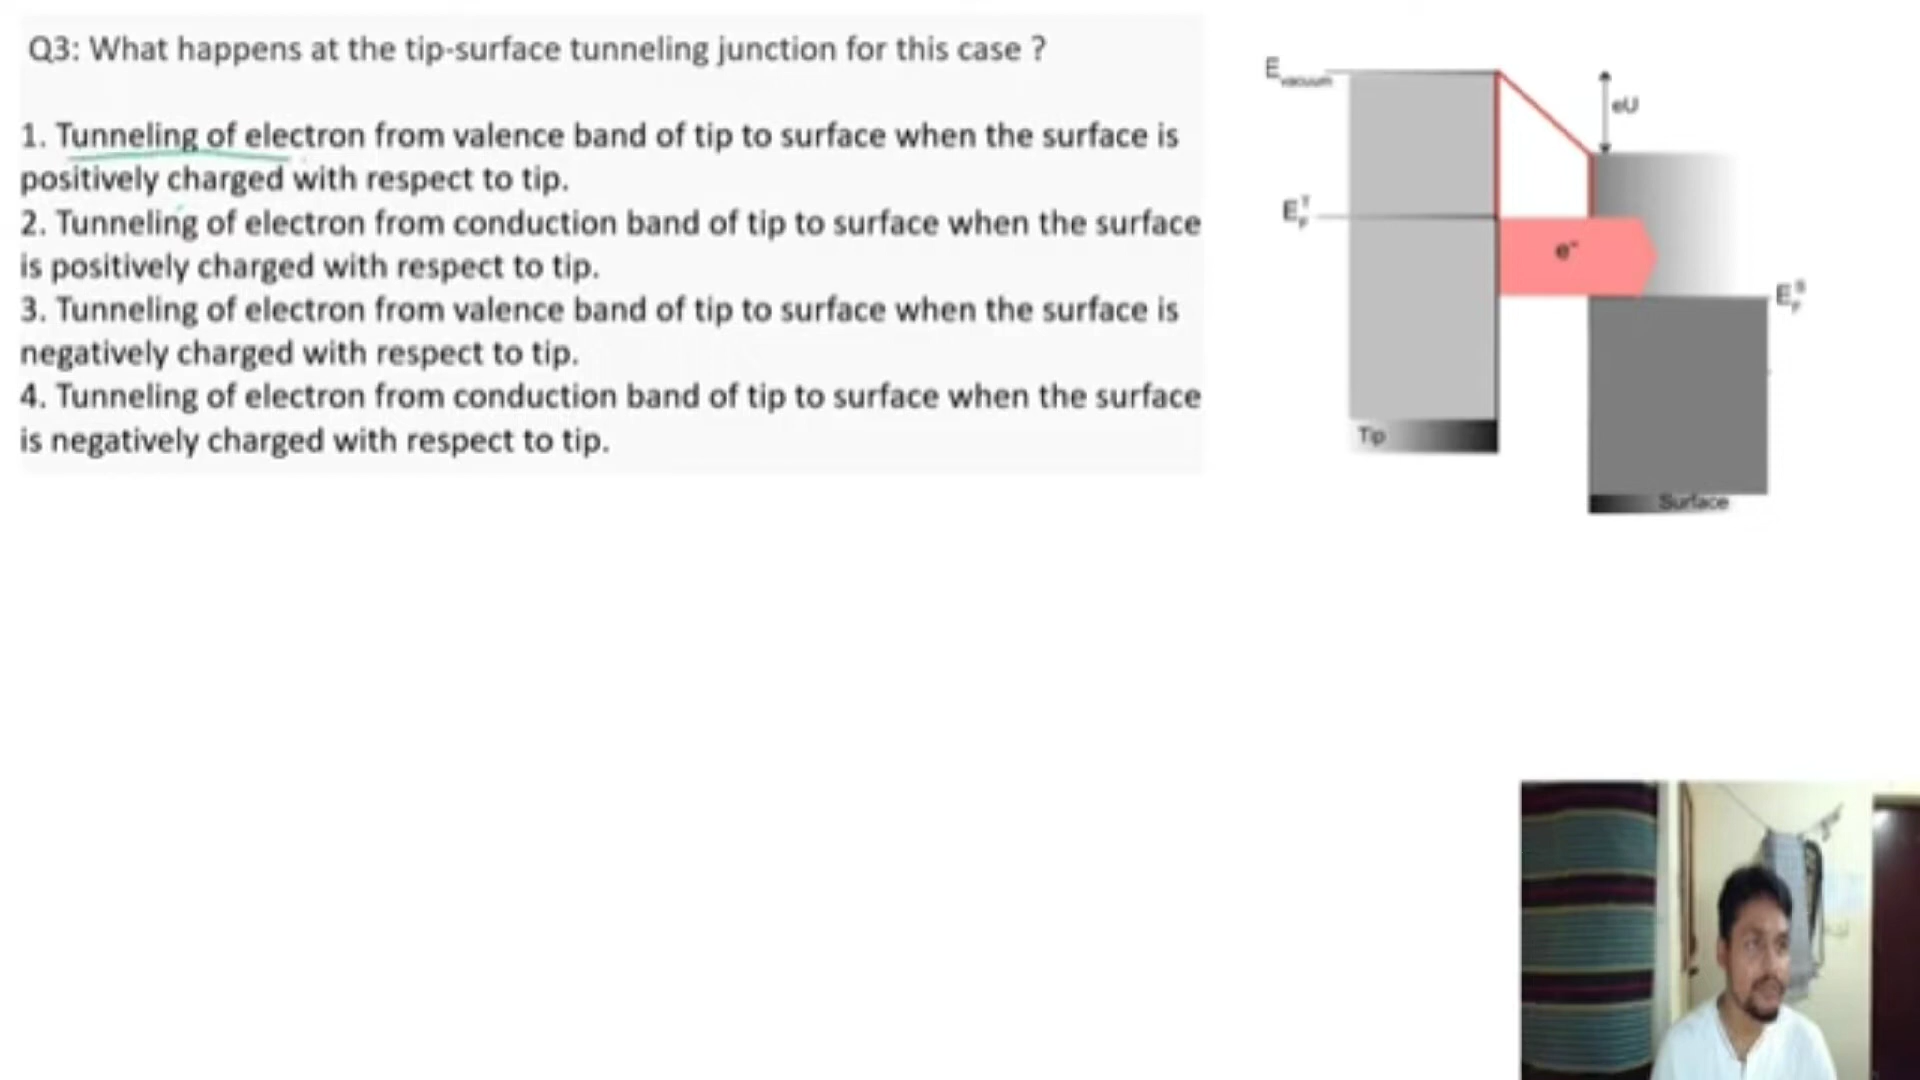 Q3: What happens at the tip-surface tunneling junction for this case ?
1. Tunneling of electron from valence band of tip to surface when the surface is
positively charged with respect to tip.
2. Tunneling of electron from conduction band of tip to surface when the surface
is positively charged with respect to tip.
3. Tunneling of electron from valence band of tip to surface when the surface is
negatively charged with respect to tip.
4. Tunneling of electron from conduction band of tip to surface when the surface
is negatively charged with respect to tip.
E vacuum
eU
E_F^T
e⁻
E_F^S
Tip
Surface